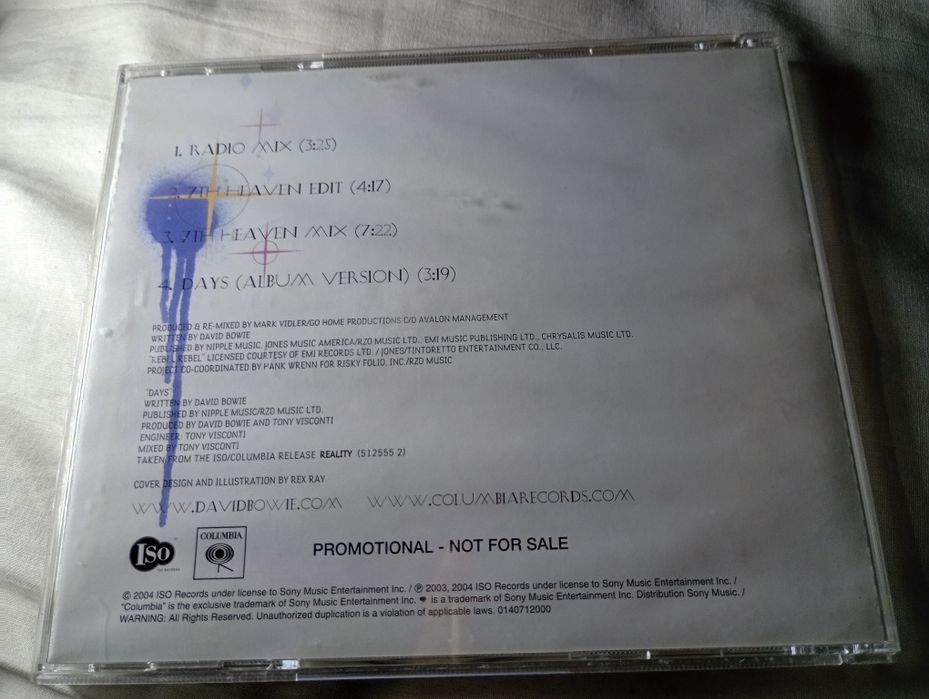 1. RADIO MIX (3:25)
2. 7TH HEAVEN EDIT (4:17)
3. 7TH HEAVEN MIX (7:22)
4. DAYS (ALBUM VERSION) (3:19)
PRODUCED & RE-MIXED BY MARK VIDLER/GO HOME PRODUCTIONS C/O AVALON MANAGEMENT
WRITTEN BY DAVID BOWIE
PUBLISHED BY NIPPLE MUSIC, JONES MUSIC AMERICA/RZO MUSIC LTD., EMI MUSIC PUBLISHING LTD., CHRYSALIS MUSIC LTD.
"REBEL REBEL" LICENSED COURTESY OF EMI RECORDS LTD. / JONES/TINTORETTO ENTERTAINMENT CO., LLC.
PROJECT CO-COORDINATED BY HANK WRENN FOR RISKY FOLIO, INC./RZO MUSIC
"DAYS"
WRITTEN BY DAVID BOWIE
PUBLISHED BY NIPPLE MUSIC/RZO MUSIC LTD.
PRODUCED BY DAVID BOWIE AND TONY VISCONTI
ENGINEER: TONY VISCONTI
MIXED BY TONY VISCONTI
TAKEN FROM THE ISO/COLUMBIA RELEASE REALITY (512555 2)
COVER DESIGN AND ILLUSTRATION BY REX RAY
WWW.DAVIDBOWIE.COM WWW.COLUMBIARECORDS.COM
ISO COLUMBIA PROMOTIONAL - NOT FOR SALE
© 2004 ISO Records under license to Sony Music Entertainment Inc. / ℗ 2003, 2004 ISO Records under license to Sony Music Entertainment Inc. /
"Columbia" is the exclusive trademark of Sony Music Entertainment Inc. is a trademark of Sony Music Entertainment Inc. Distribution Sony Music. /
WARNING: All Rights Reserved. Unauthorized duplication is a violation of applicable laws. 0140712000